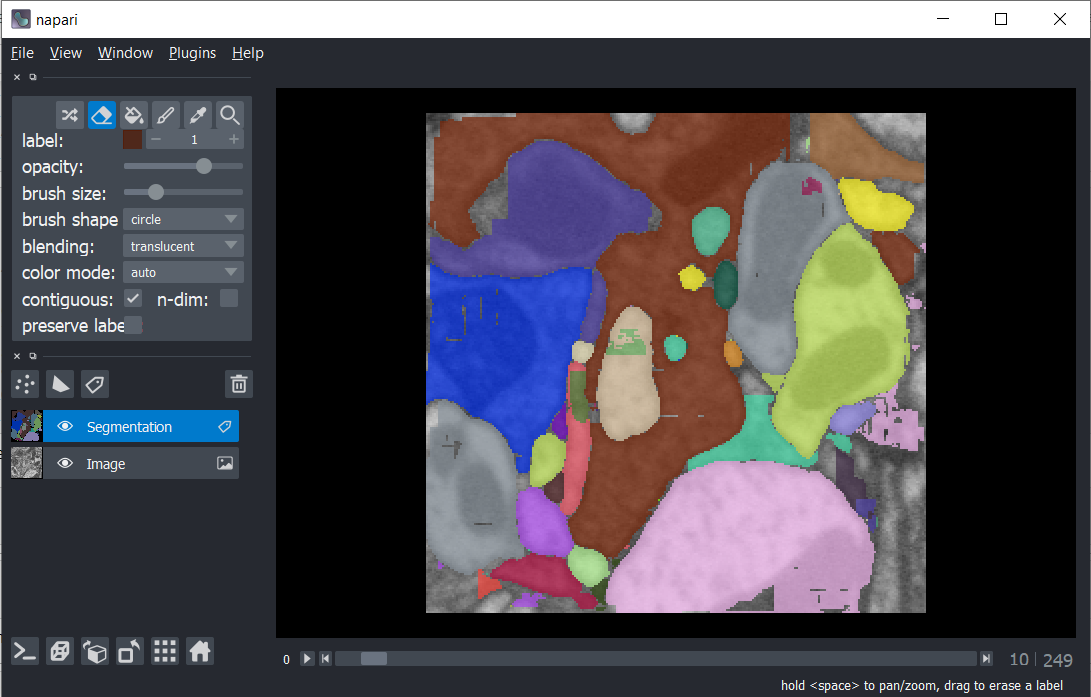 napari
File View Window Plugins Help
label: 1
opacity:
brush size:
brush shape circle
blending: translucent
color mode: auto
contiguous: n-dim:
preserve labe
Segmentation
Image
0 10 249
hold <space> to pan/zoom, drag to erase a label